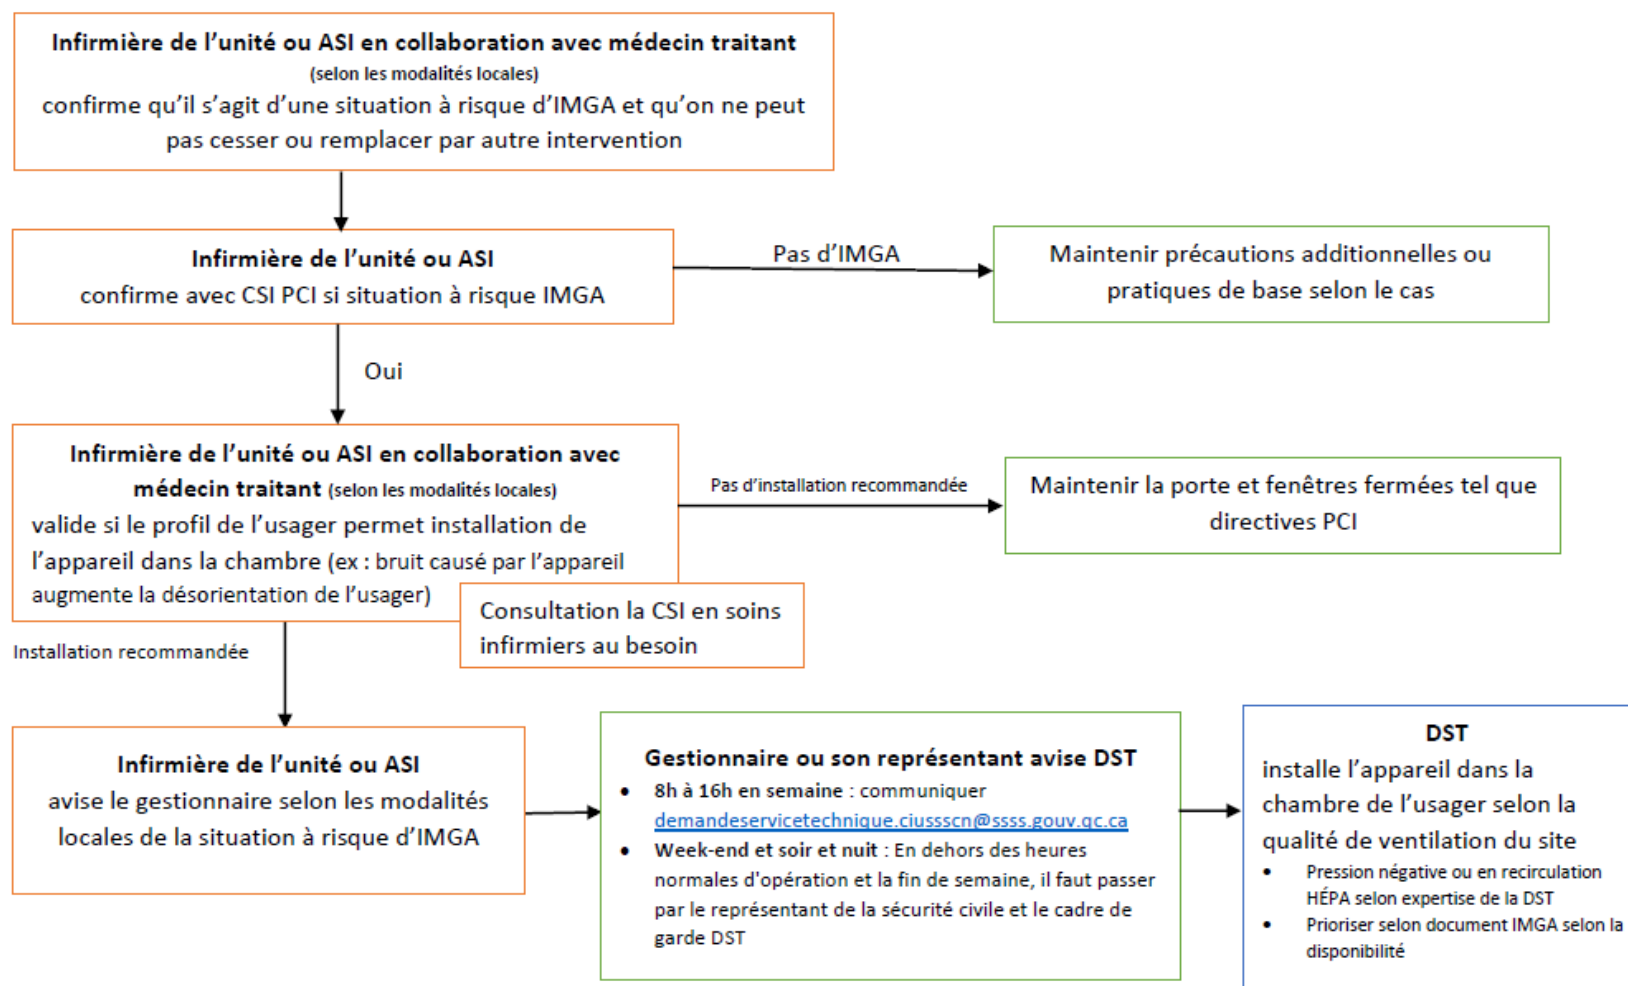 Infirmière de l'unité ou ASI en collaboration avec médecin traitant
(selon les modalités locales)
confirme qu'il s'agit d'une situation à risque d'IMGA et qu'on ne peut
pas cesser ou remplacer par autre intervention
Infirmière de l'unité ou ASI
confirme avec CSI PCI si situation à risque IMGA
Pas d'IMGA
Maintenir précautions additionnelles ou
pratiques de base selon le cas
Oui
Infirmière de l'unité ou ASI en collaboration avec
médecin traitant (selon les modalités locales)
valide si le profil de l'usager permet installation de
l'appareil dans la chambre (ex : bruit causé par l'appareil
augmente la désorientation de l'usager)
Pas d'installation recommandée
Maintenir la porte et fenêtres fermées tel que
directives PCI
Consultation la CSI en soins
infirmiers au besoin
Installation recommandée
Infirmière de l'unité ou ASI
avise le gestionnaire selon les modalités
locales de la situation à risque d'IMGA
Gestionnaire ou son représentant avise DST
• 8h à 16h en semaine : communiquer
demandeservicetechnique.ciussscn@ssss.gouv.qc.ca
• Week-end et soir et nuit : En dehors des heures
normales d'opération et la fin de semaine, il faut passer
par le représentant de la sécurité civile et le cadre de
garde DST
DST
installe l'appareil dans la
chambre de l'usager selon la
qualité de ventilation du site
• Pression négative ou en recirculation
HÉPA selon expertise de la DST
• Prioriser selon document IMGA selon la
disponibilité